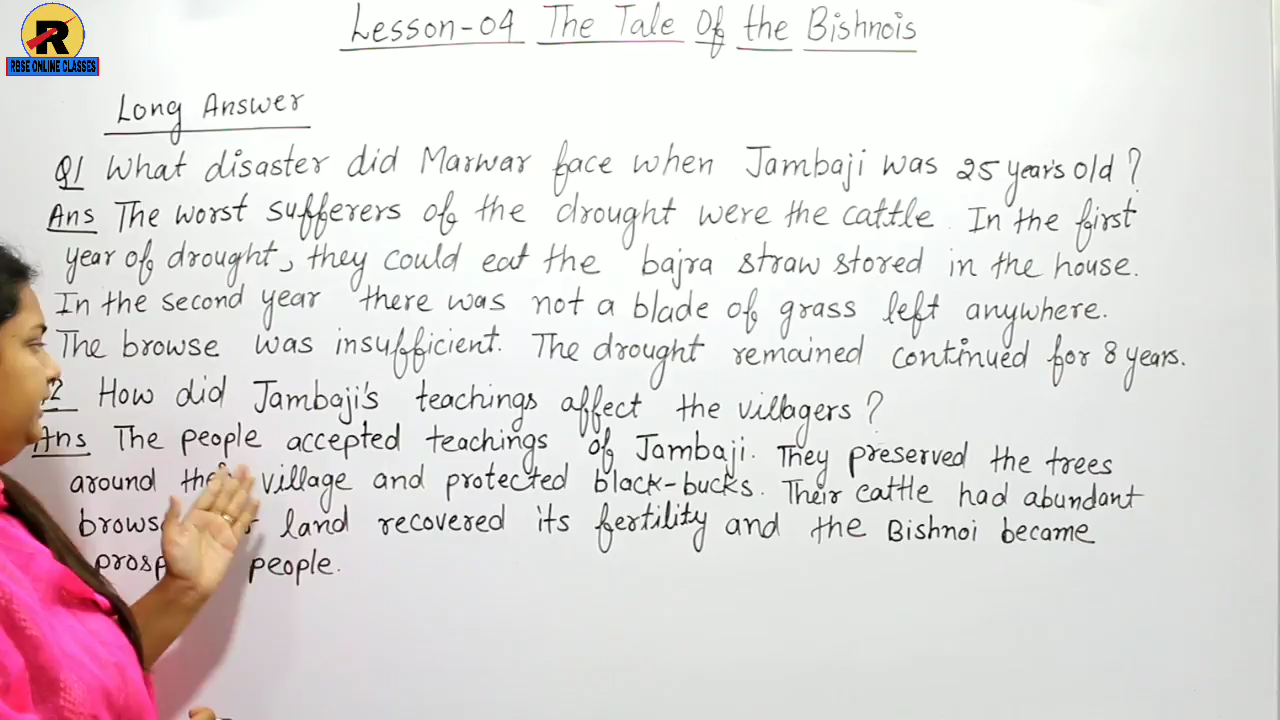 R
RBSE ONLINE CLASSES
Lesson-04 The Tale Of the Bishnois
Long Answer
Q1 What disaster did Marwar face when Jambaji was 25 years old?
Ans The worst sufferers of the drought were the cattle. In the first
year of drought, they could eat the bajra straw stored in the house.
In the second year there was not a blade of grass left anywhere.
The browse was insufficient. The drought remained continued for 8 years.
2 How did Jambaji's teachings affect the villagers?
Ans The people accepted teachings of Jambaji. They preserved the trees
around village and protected black-bucks. Their cattle had abundant
land recovered its fertility and the Bishnoi became
people.